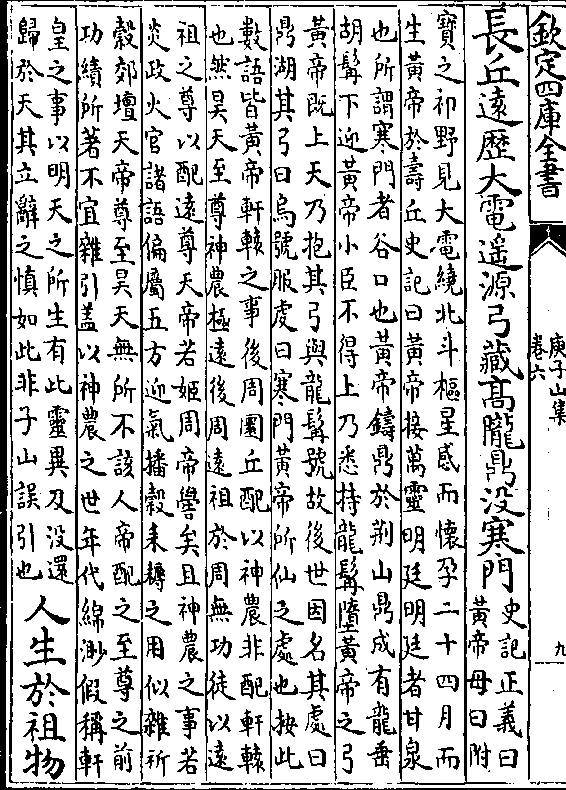 欽定四庫全書
庚子山集
卷六
九
長丘遠歷大電遥源弓藏髙隴鼎没寒門
史記正義曰
黃帝母曰附
寶之祁野見大電繞北斗樞星感而懷孕二十四月而
生黃帝於壽丘史記曰黃帝接萬靈明廷明廷者甘泉
也所謂寒門者谷口也黃帝鑄鼎於荆山鼎成有龍垂
胡髯下迎黃帝小臣不得上乃悉持龍髯墮黃帝之弓
黃帝既上天乃抱其弓與龍髯號故後世因名其處曰
鼎湖其弓曰烏號服虔曰寒門黃帝所仙之處也按此
數語皆黃帝軒轅之事後周圜丘配以神農非配軒轅
也然昊天至尊神農極遠後周遠祖於周無功徒以遠
祖之尊以配遠尊天帝若姬周帝嚳矣且神農之事若
炎政火官諸語偏屬五方迎氣播穀耒耨之用似雜祈
穀郊壇天帝尊至昊天無所不該人帝配之至尊之前
功績所著不宜雜引盖以神農之世年代綿渺假稱軒
皇之事以明天之所生有此靈異及没還
歸於天其立辭之慎如此非子山誤引也
人生於祖物